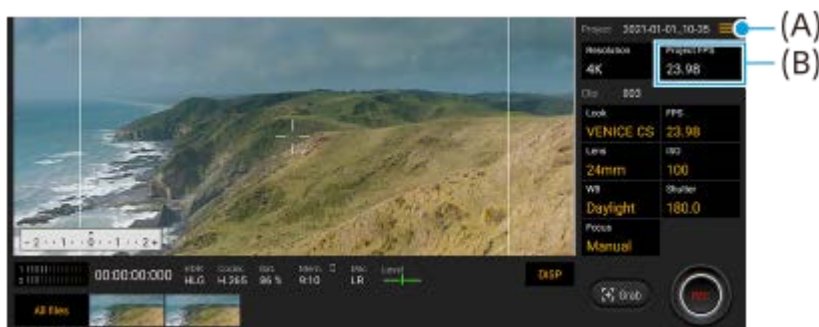 Project 2021-01-01_10-35
(A)
Resolution
4K
Project FPS
23.98
(B)
Clip 003
Look
VENICE CS
FPS
23.98
Lens
24mm
ISO
100
WB
Daylight
Shutter
180.0
Focus
Manual
-2··1··0··1··2+
00:00:00:000
HDR
HLG
Codec
H.265
Bat.
86%
Mem.
9:10
Mic
LR
Level
DISP
All files
Grab
REC